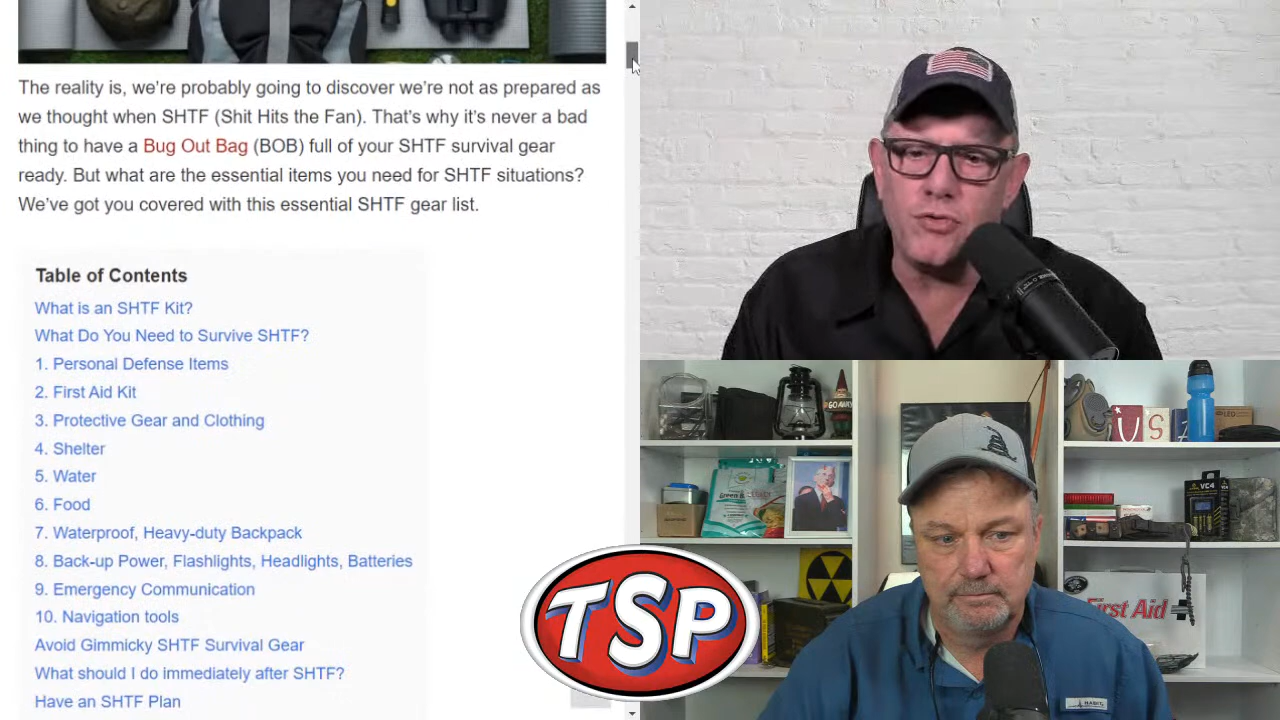 The reality is, we're probably going to discover we're not as prepared as
we thought when SHTF (Shit Hits the Fan). That's why it's never a bad
thing to have a Bug Out Bag (BOB) full of your SHTF survival gear
ready. But what are the essential items you need for SHTF situations?
We've got you covered with this essential SHTF gear list.
Table of Contents
What is an SHTF Kit?
What Do You Need to Survive SHTF?
1. Personal Defense Items
2. First Aid Kit
3. Protective Gear and Clothing
4. Shelter
5. Water
6. Food
7. Waterproof, Heavy-duty Backpack
8. Back-up Power, Flashlights, Headlights, Batteries
9. Emergency Communication
10. Navigation tools
Avoid Gimmicky SHTF Survival Gear
What should I do immediately after SHTF?
Have an SHTF Plan
TSP
GO AWAY
U S A
VC4
First Aid